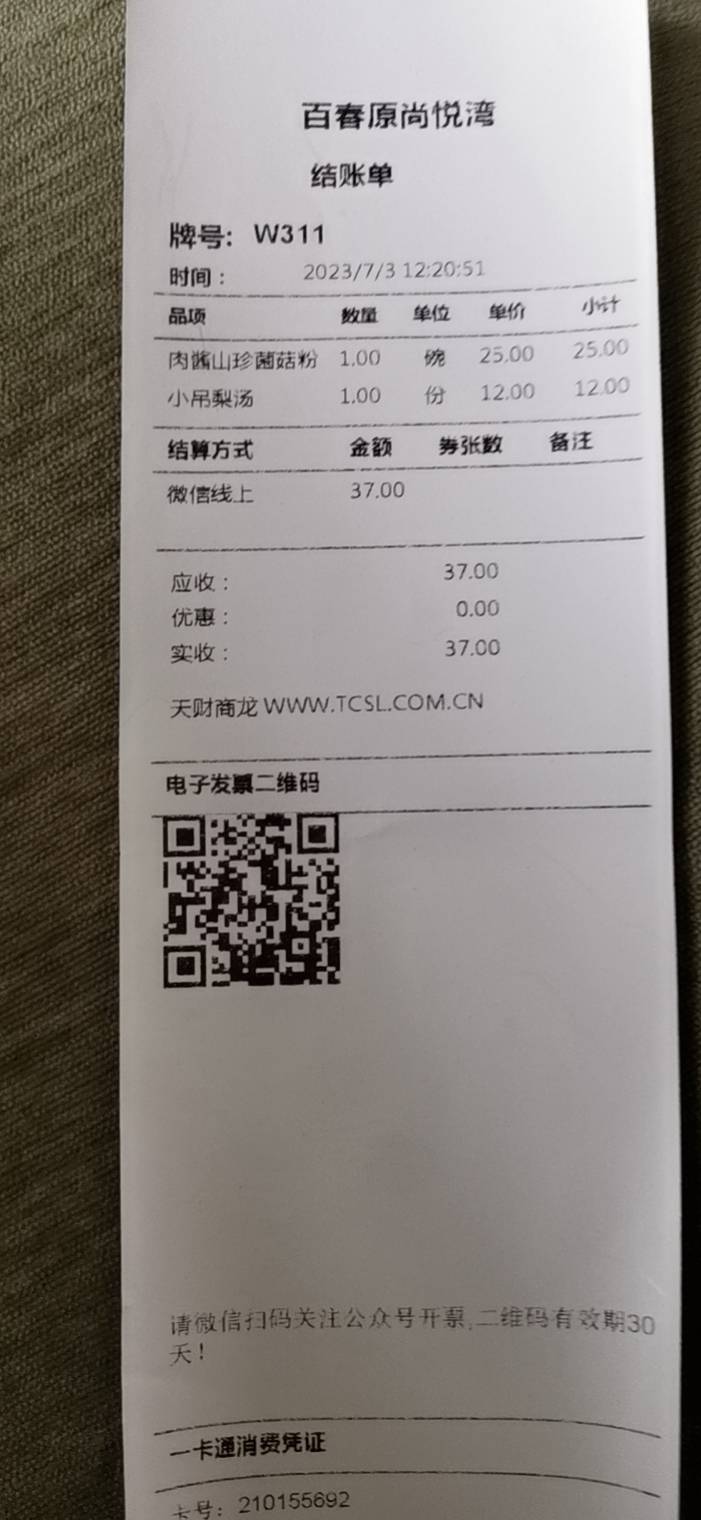 百春原尚悦湾
结账单
牌号: W311
时间: 2023/7/3 12:20:51
品项 数量 单位 单价 小计
肉酱山珍菌菇粉 1.00 碗 25.00 25.00
小吊梨汤 1.00 份 12.00 12.00
结算方式 金额 券张数 备注
微信线上 37.00
应收: 37.00
优惠: 0.00
实收: 37.00
天财商龙 WWW.TCSL.COM.CN
电子发票二维码
请微信扫码关注公众号开票,二维码有效期30
天!
一卡通消费凭证
卡号: 210155692